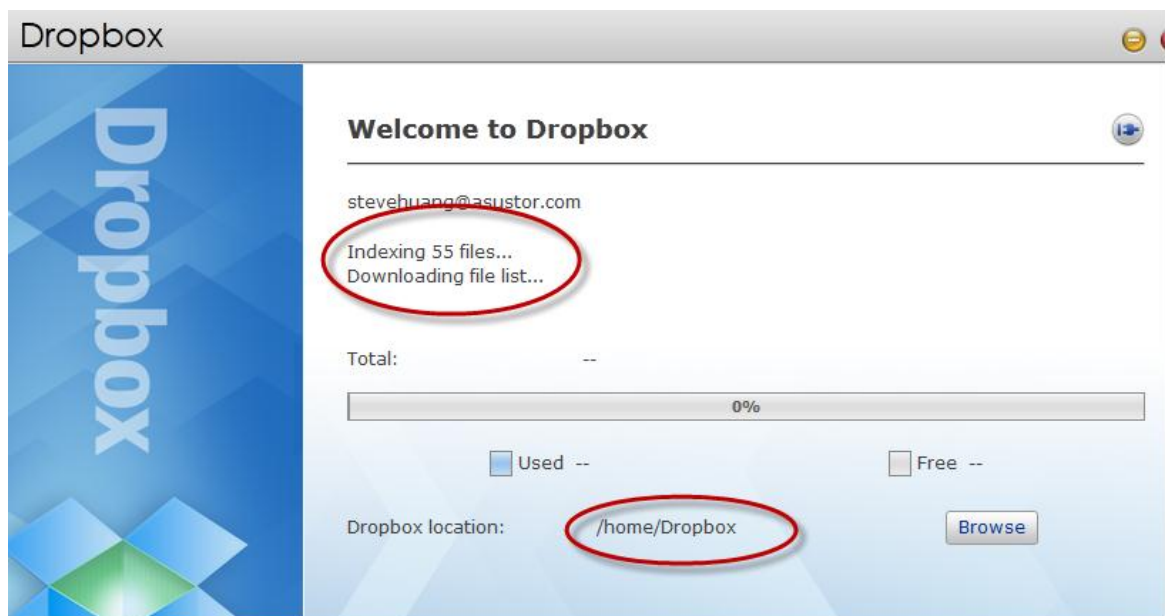 Dropbox
Dropbox
Welcome to Dropbox
stevehuang@asustor.com
Indexing 55 files...
Downloading file list...
Total: --
0%
Used -- Free --
Dropbox location: /home/Dropbox Browse